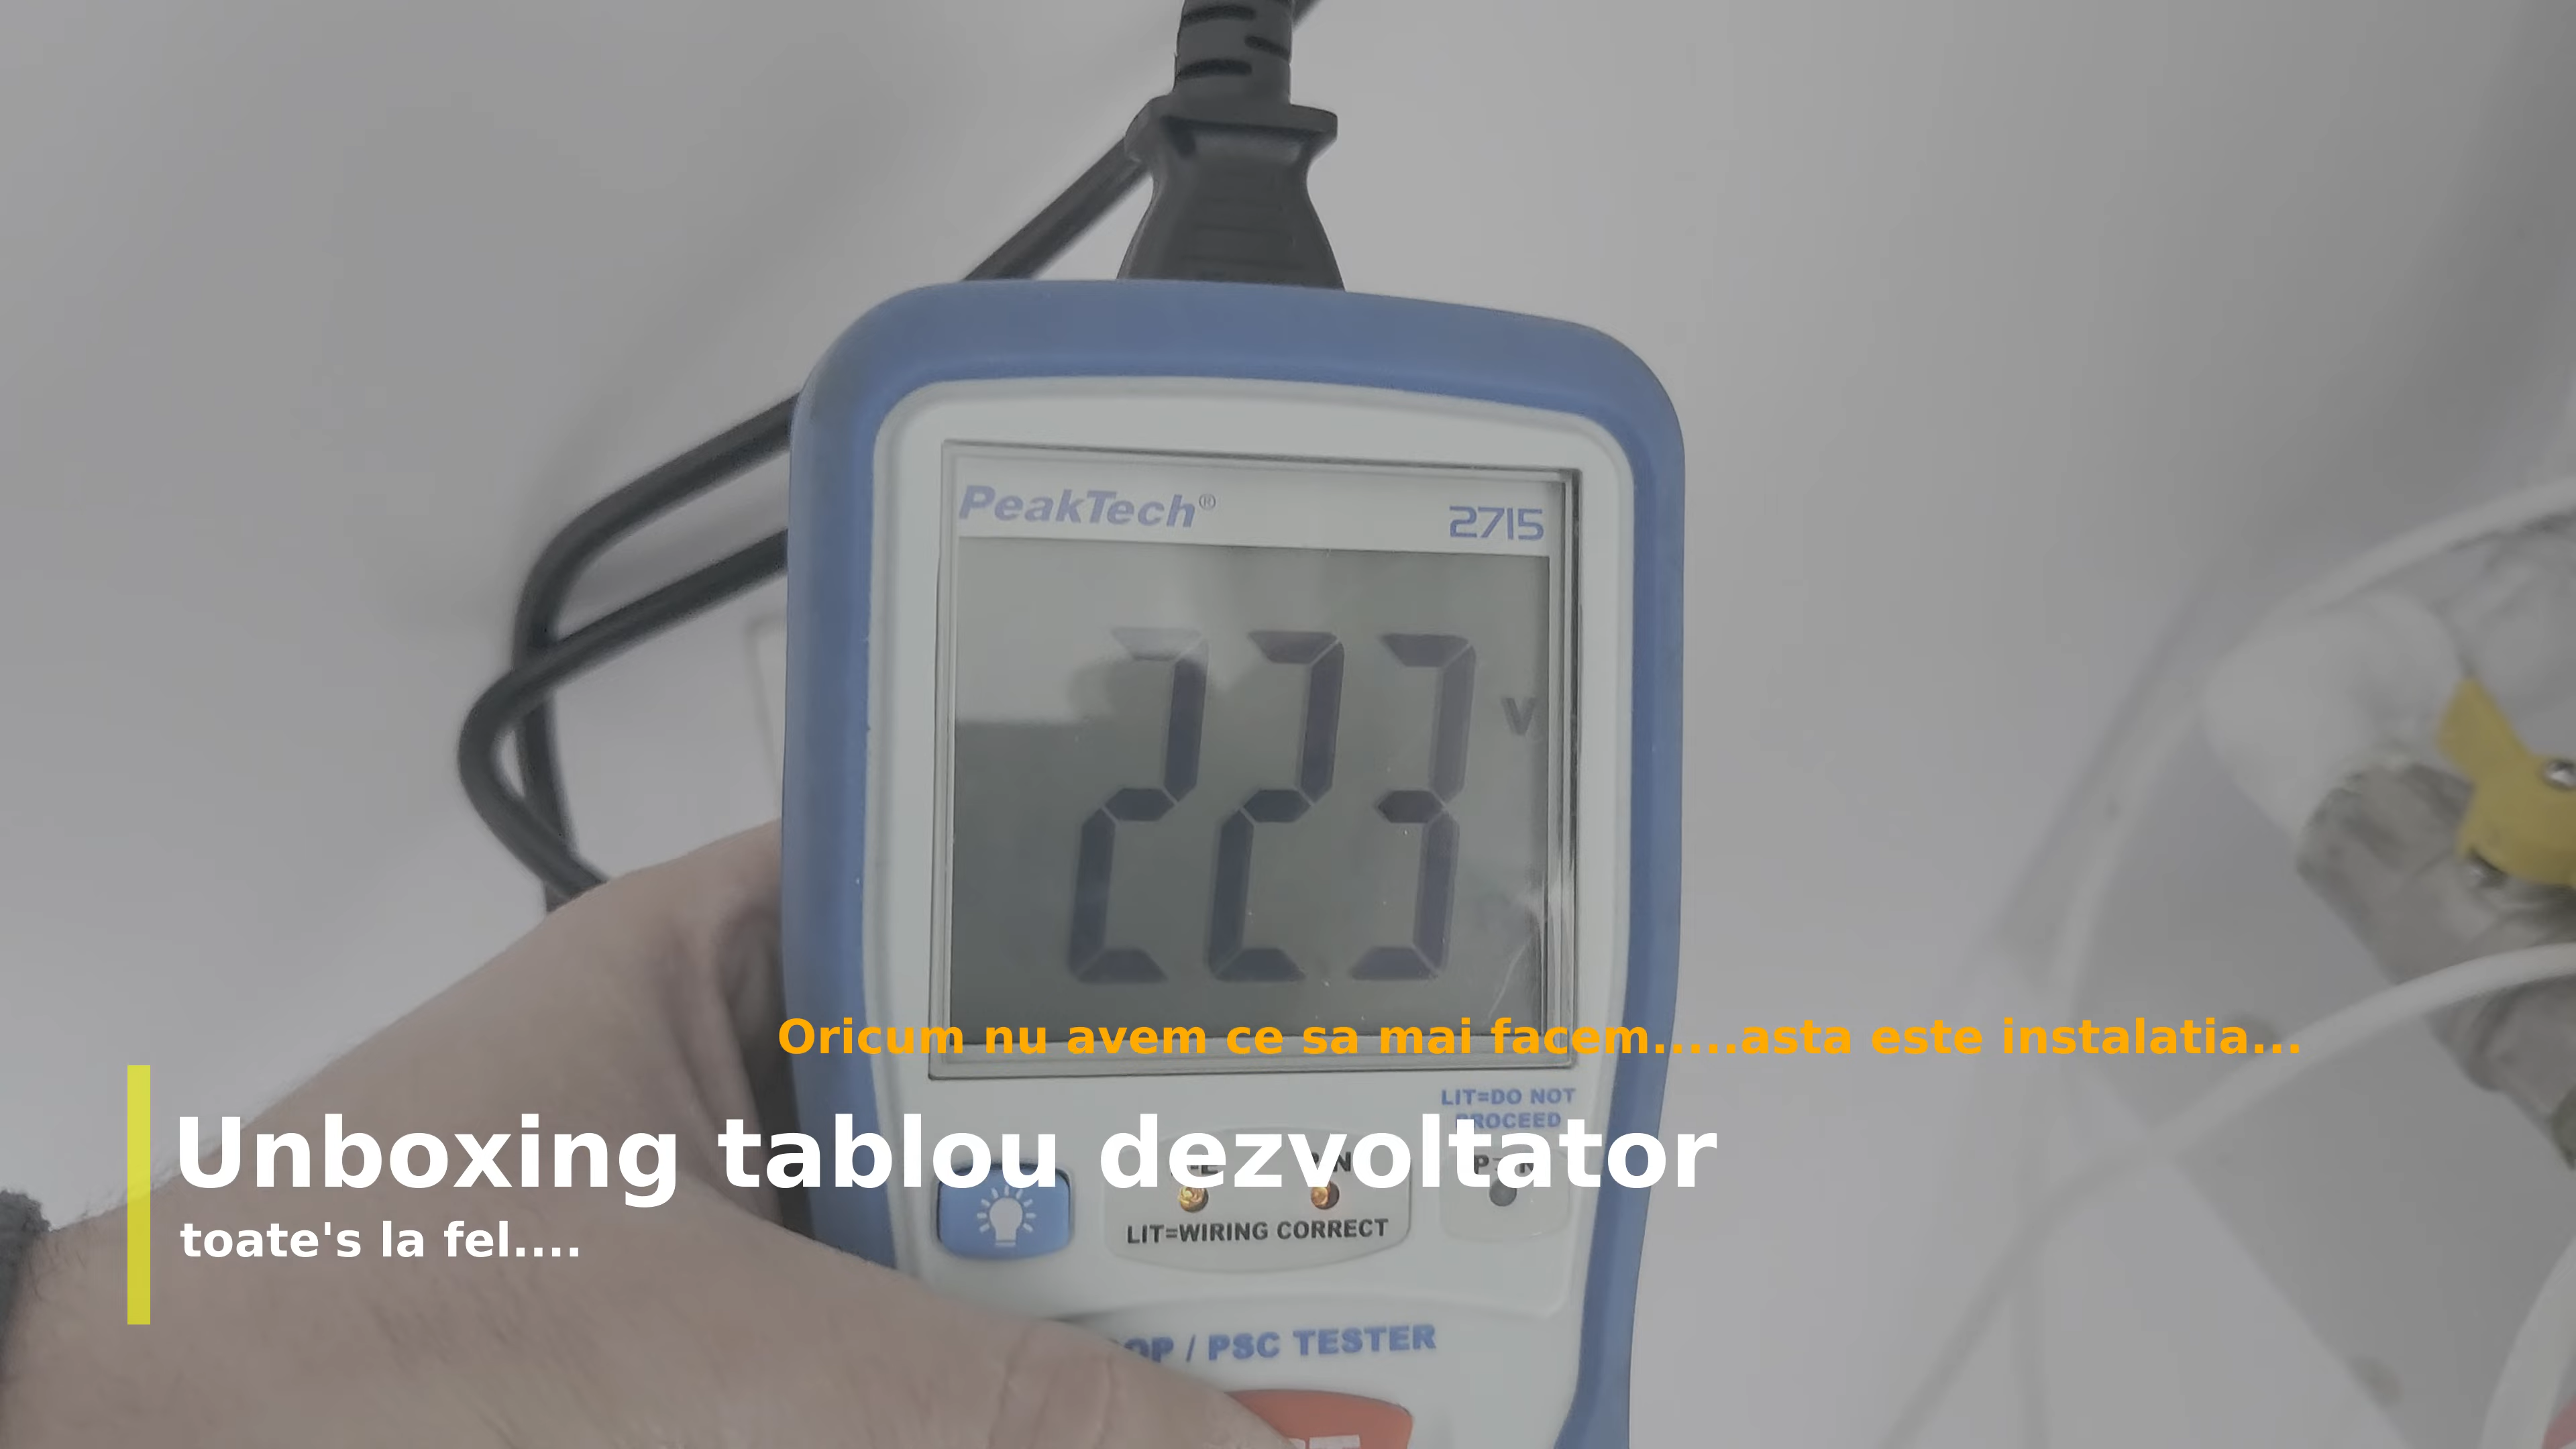 PeakTech® 2715
223 V
Oricum nu avem ce sa mai facem.....asta este instalatia...
LIT=DO NOT
PROCEED
Unboxing tablou dezvoltator
LIT=WIRING CORRECT
toate's la fel....
/ PSC TESTER